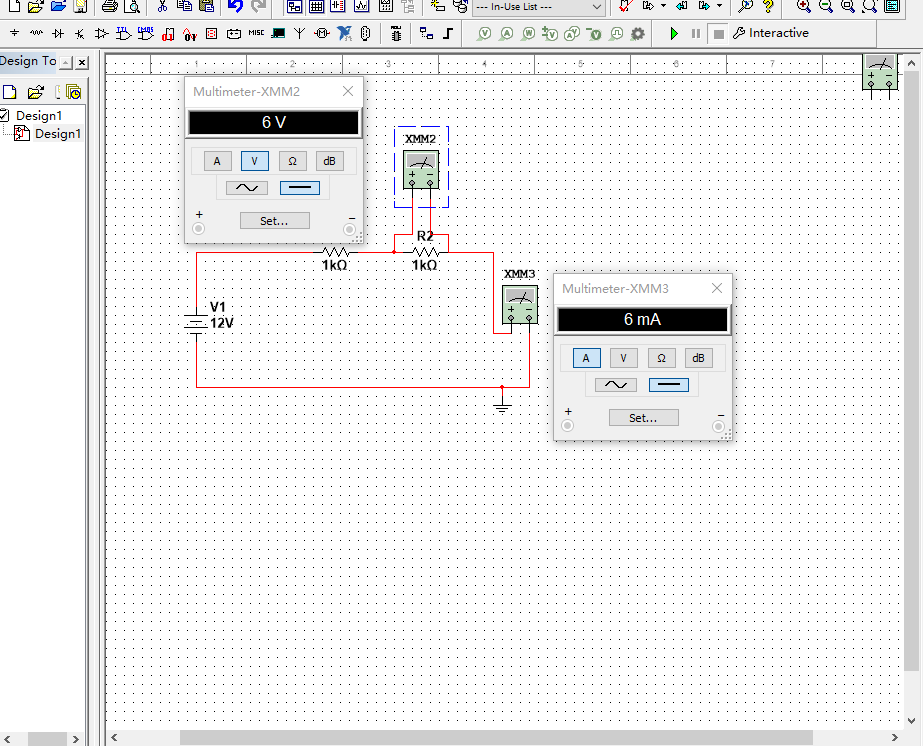 --- In-Use List ---
MISC
Interactive
Design To
Design1
Design1
1 2 3 4 5 6 7
Multimeter-XMM2
6 V
A V Ω dB
Set...
+ −
XMM2
R2
1kΩ 1kΩ
V1
12V
XMM3
Multimeter-XMM3
6 mA
A V Ω dB
Set...
+ −